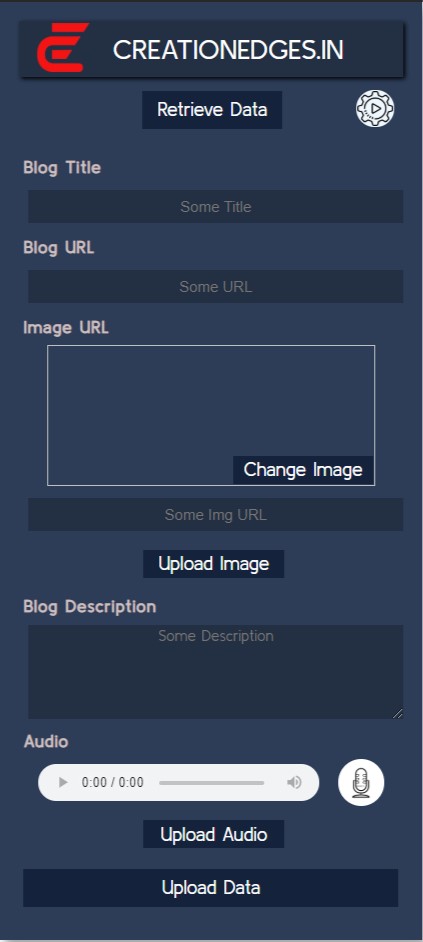 CREATIONEDGES.IN
Retrieve Data
Blog Title
Some Title
Blog URL
Some URL
Image URL
Change Image
Some Img URL
Upload Image
Blog Description
Some Description
Audio
0:00 / 0:00
Upload Audio
Upload Data